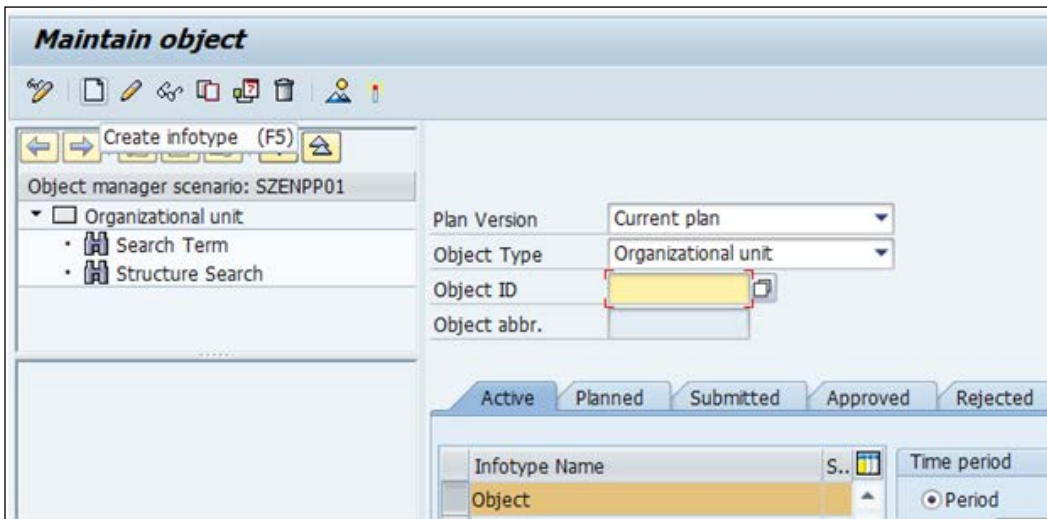 Maintain object
Create infotype (F5)
Object manager scenario: SZENPP01
Organizational unit
Search Term
Structure Search
Plan Version Current plan
Object Type Organizational unit
Object ID
Object abbr.
Active Planned Submitted Approved Rejected
Infotype Name S.. Time period
Object Period